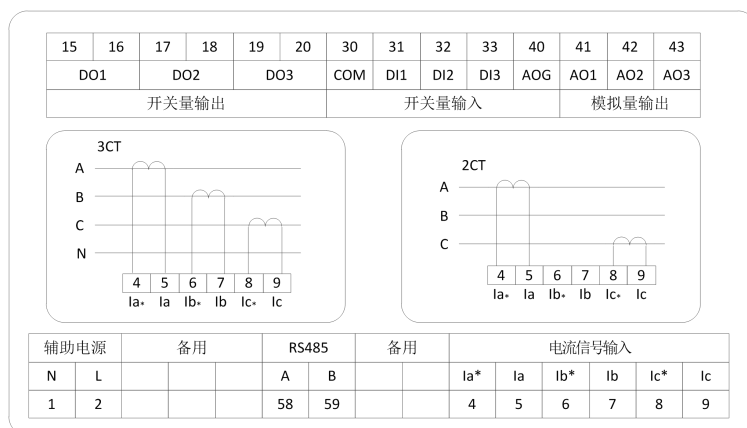 15 16 17 18 19 20 30 31 32 33 40 41 42 43
DO1 DO2 DO3 COM DI1 DI2 DI3 AOG AO1 AO2 AO3
开关量输出 开关量输入 模拟量输出
3CT
A
B
C
N
4 5 6 7 8 9
Ia* Ia Ib* Ib Ic* Ic
2CT
A
B
C
4 5 6 7 8 9
Ia* Ia Ib* Ib Ic* Ic
辅助电源 备用 RS485 备用 电流信号输入
N L A B Ia* Ia Ib* Ib Ic* Ic
1 2 58 59 4 5 6 7 8 9